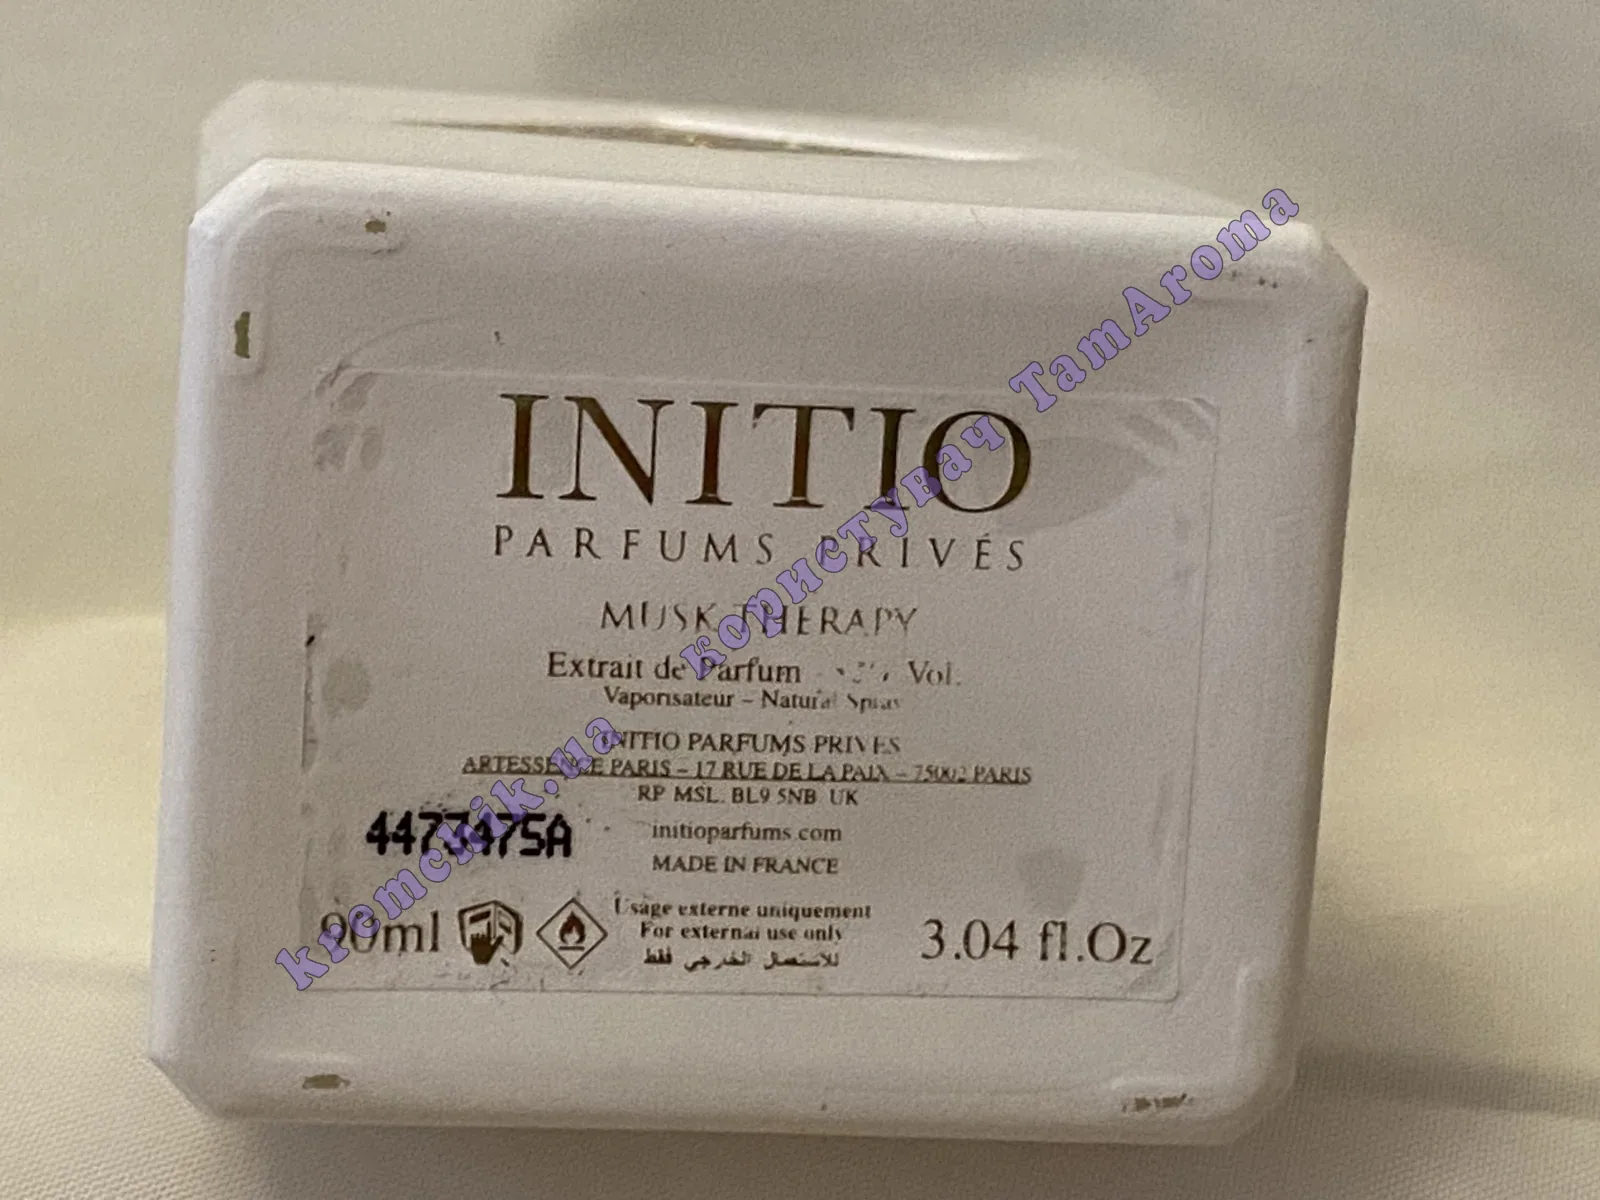 INITIO
PARFUMS PRIVÉS
MUSK THERAPY
Extrait de Parfum Vol.
Vaporisateur – Natural Spray
INITIO PARFUMS PRIVES
ARTESSENCE PARIS – 17 RUE DE LA PAIX – 75002 PARIS
RP MSL. BL9 5NB UK
4473475A
initioparfums.com
MADE IN FRANCE
90ml
Usage externe uniquement
For external use only
للاستعمال الخارجي فقط
3.04 fl.Oz
kremchik.ua користувач TamAroma